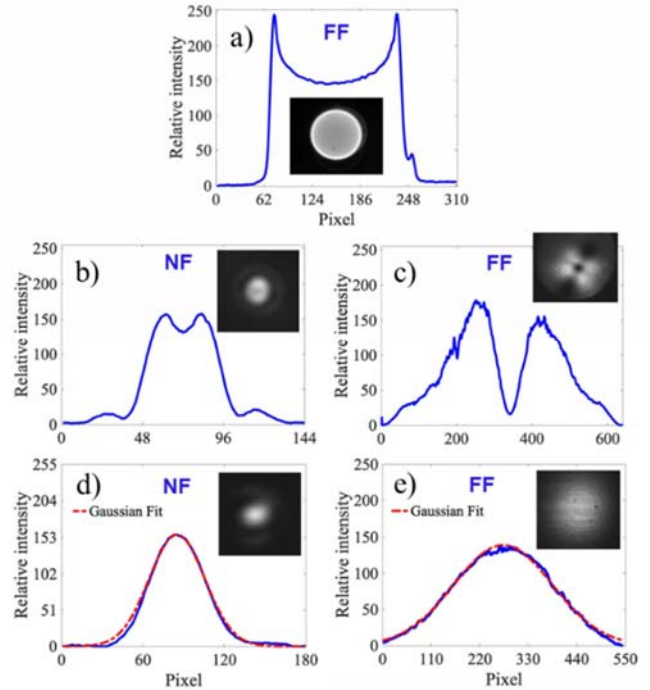 a)
FF
Relative intensity
250
200
150
100
50
0
0 62 124 186 248 310
Pixel
b)
NF
Relative intensity
250
200
150
100
50
0
0 48 96 144
c)
FF
Relative intensity
250
200
150
100
50
0
0 200 400 600
d)
NF
Gaussian Fit
Relative intensity
255
204
153
102
51
0
0 60 120 180
Pixel
e)
FF
Gaussian Fit
Relative intensity
250
200
150
100
50
0
0 110 220 330 440 550
Pixel